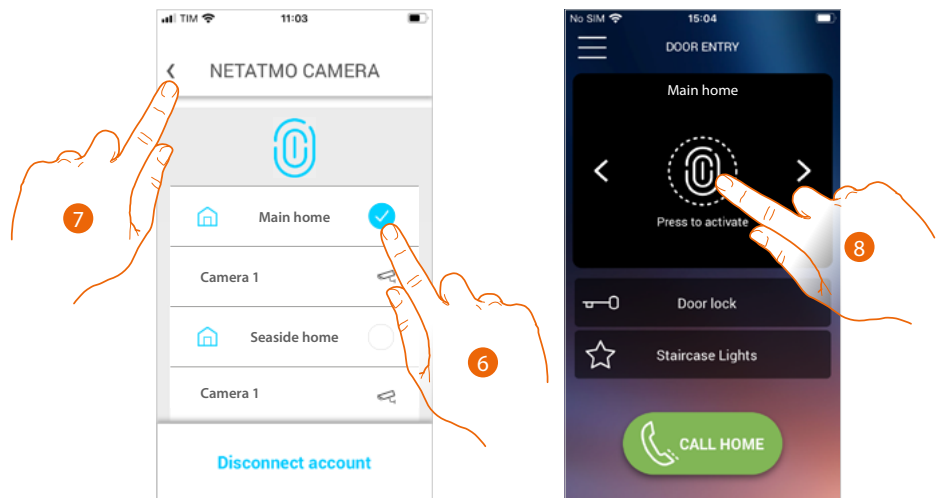 TIM
11:03
NETATMO CAMERA
Main home
Camera 1
Seaside home
Camera 1
Disconnect account
7
6
No SIM
15:04
DOOR ENTRY
Main home
Press to activate
Door lock
Staircase Lights
CALL HOME
8